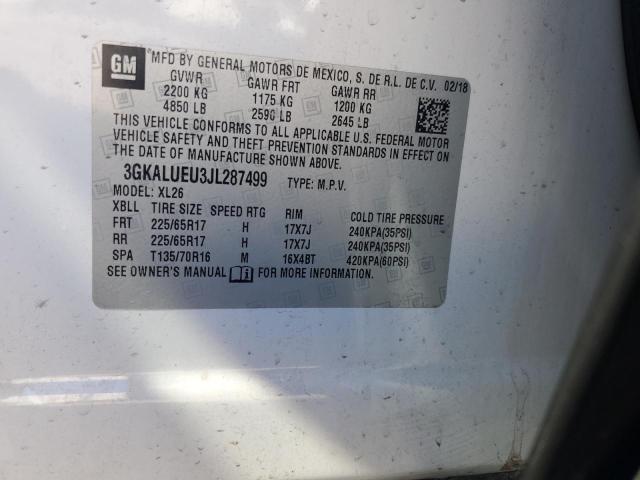 GM
MFD BY GENERAL MOTORS DE MEXICO, S. DE R.L. DE C.V. 02/18
GVWR GAWR FRT GAWR RR
2200 KG 1175 KG 1200 KG
4850 LB 2590 LB 2645 LB
THIS VEHICLE CONFORMS TO ALL APPLICABLE U.S. FEDERAL MOTOR
VEHICLE SAFETY AND THEFT PREVENTION STANDARDS IN EFFECT ON
THE DATE OF MANUFACTURE SHOWN ABOVE.
3GKALUEU3JL287499 TYPE: M.P.V.
MODEL: XL26
XBLL TIRE SIZE SPEED RTG RIM COLD TIRE PRESSURE
FRT 225/65R17 H 17X7J 240KPA(35PSI)
RR 225/65R17 H 17X7J 240KPA(35PSI)
SPA T135/70R16 M 16X4BT 420KPA(60PSI)
SEE OWNER'S MANUAL FOR MORE INFORMATION.